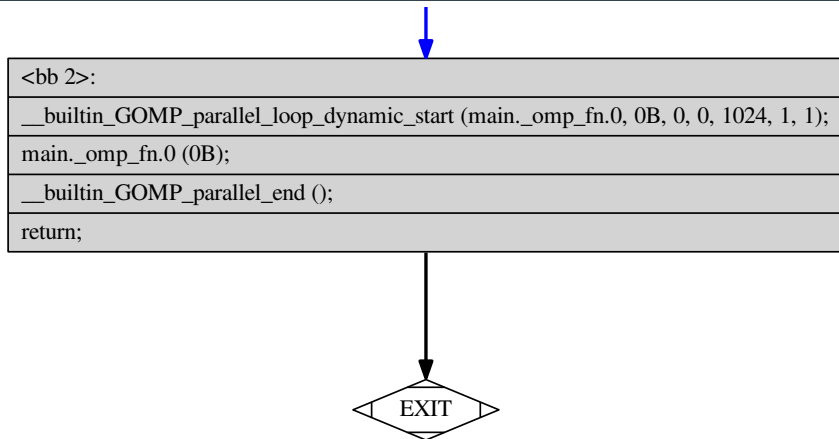 <bb 2>:
__builtin_GOMP_parallel_loop_dynamic_start (main._omp_fn.0, 0B, 0, 0, 1024, 1, 1);
main._omp_fn.0 (0B);
__builtin_GOMP_parallel_end ();
return;
EXIT